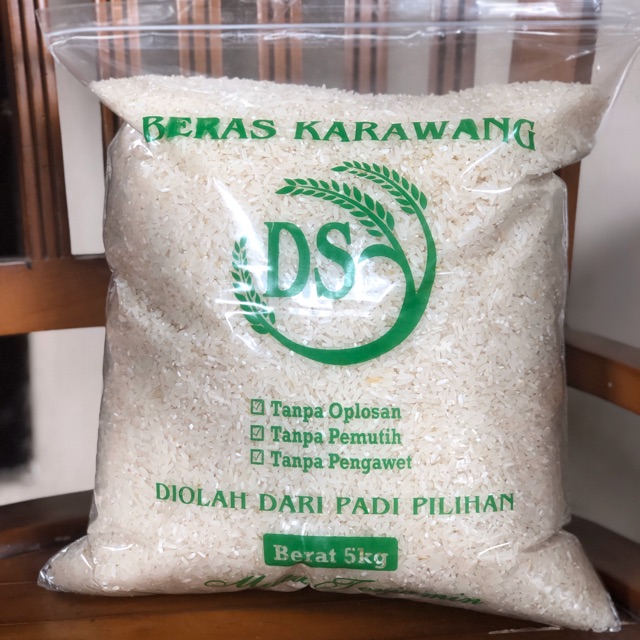 BERAS KARAWANG
DS
☑ Tanpa Oplosan
☑ Tanpa Pemutih
☑ Tanpa Pengawet
DIOLAH DARI PADI PILIHAN
Berat 5kg